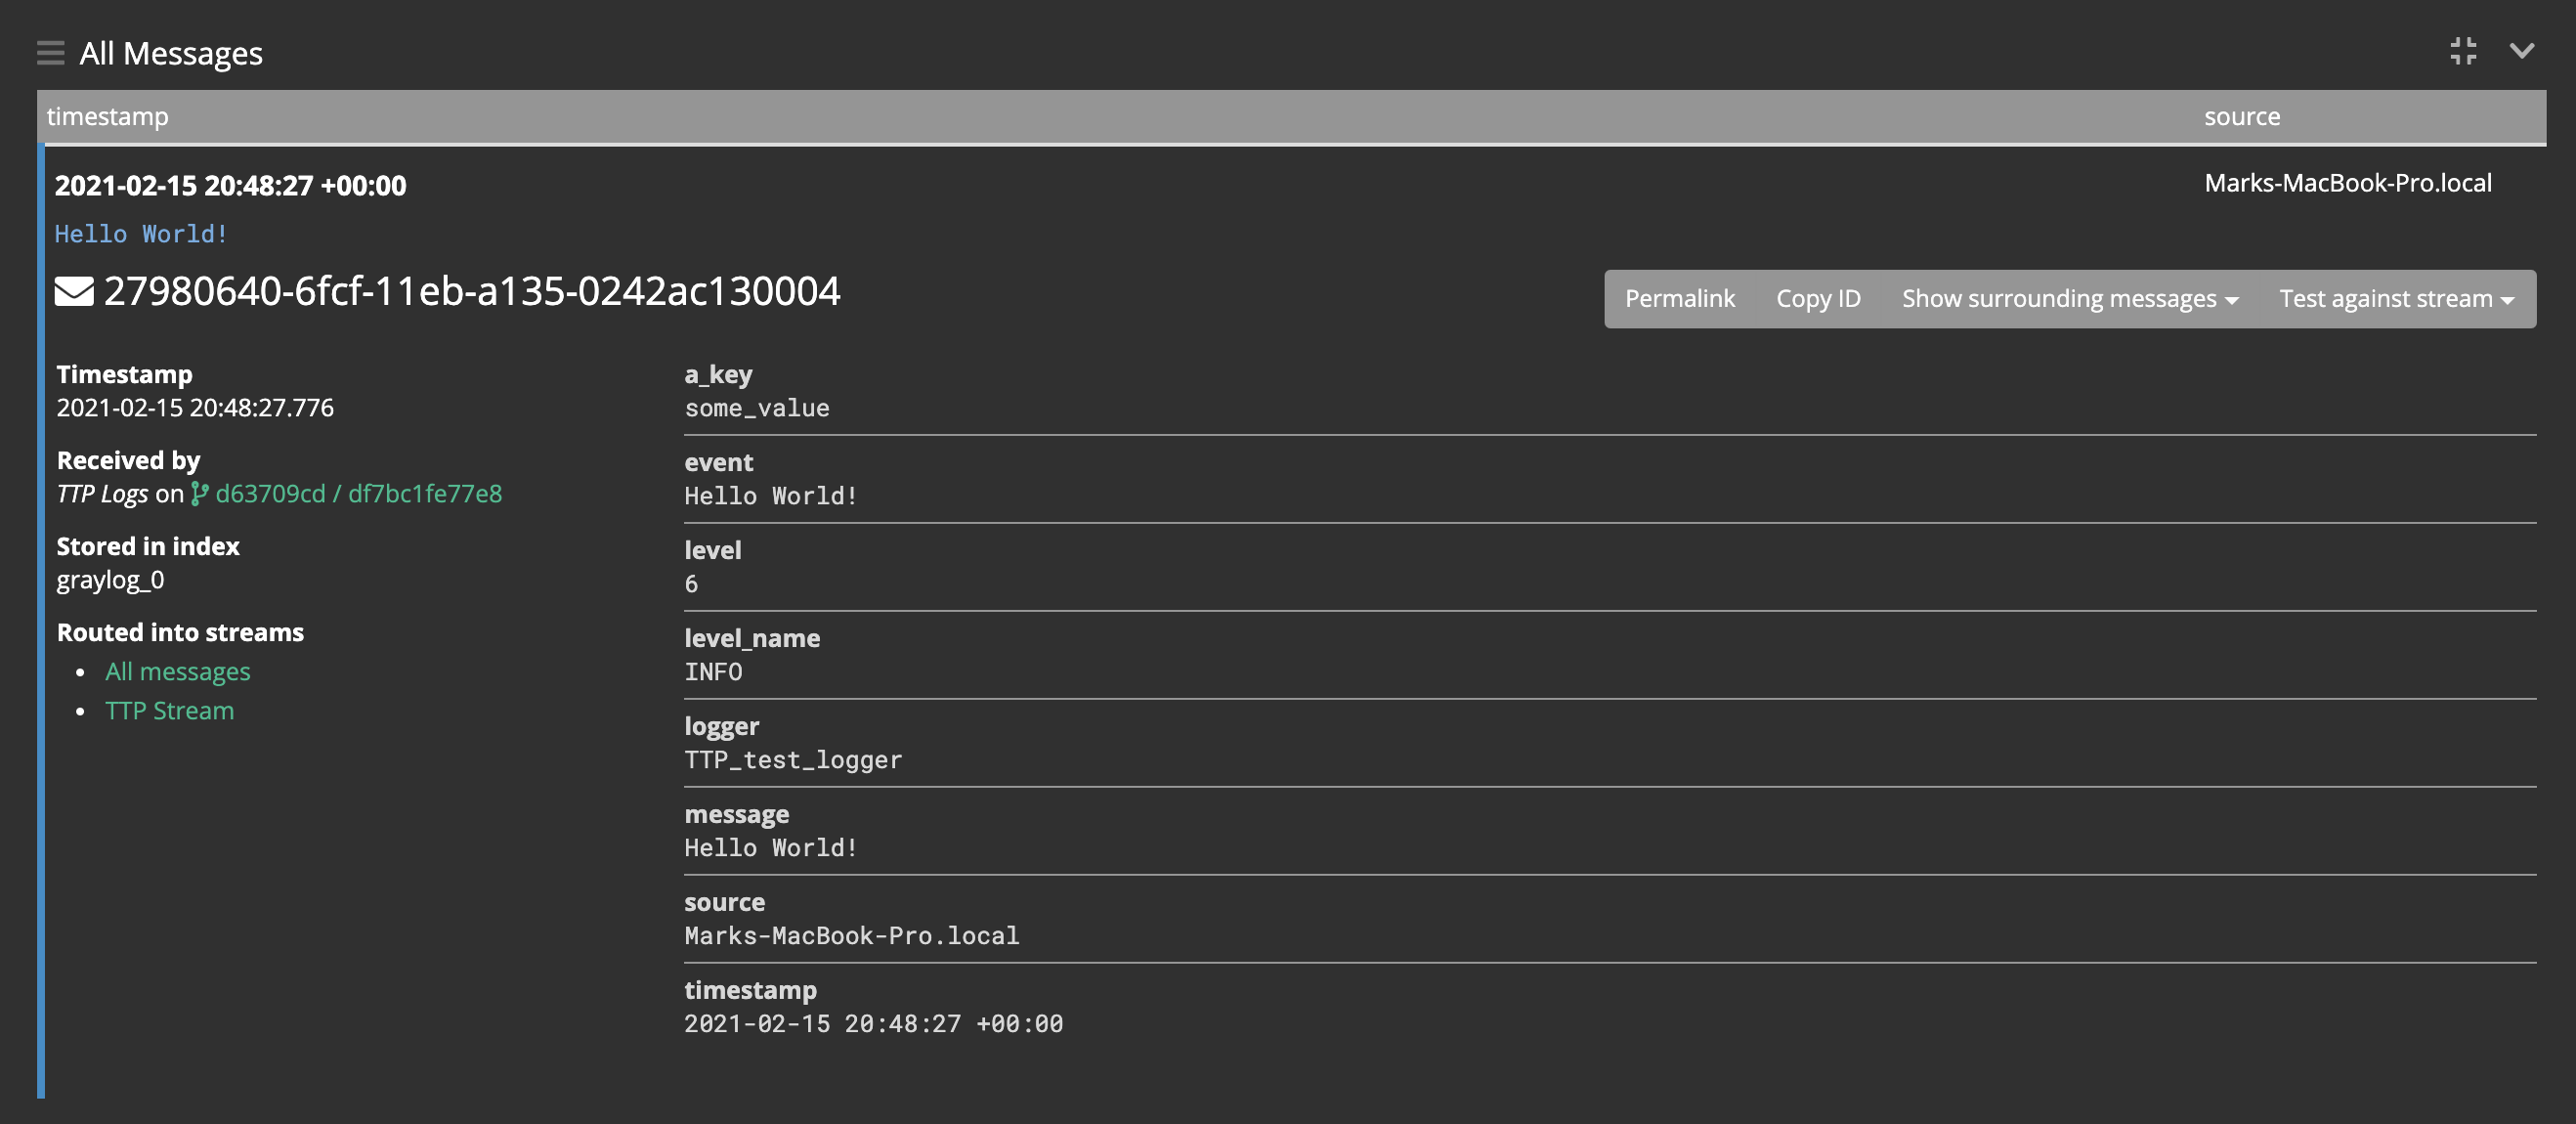 All Messages
timestamp source
2021-02-15 20:48:27 +00:00 Marks-MacBook-Pro.local
Hello World!
27980640-6fcf-11eb-a135-0242ac130004
Permalink Copy ID Show surrounding messages Test against stream
Timestamp
2021-02-15 20:48:27.776
Received by
TTP Logs on d63709cd / df7bc1fe77e8
Stored in index
graylog_0
Routed into streams
All messages
TTP Stream
a_key
some_value
event
Hello World!
level
6
level_name
INFO
logger
TTP_test_logger
message
Hello World!
source
Marks-MacBook-Pro.local
timestamp
2021-02-15 20:48:27 +00:00